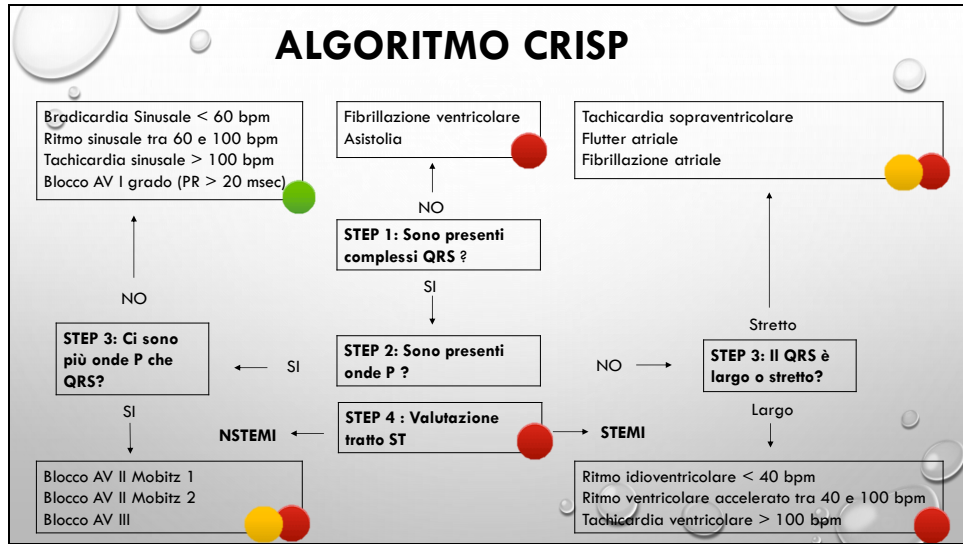 ALGORITMO CRISP
Bradicardia Sinusale < 60 bpm
Ritmo sinusale tra 60 e 100 bpm
Tachicardia sinusale > 100 bpm
Blocco AV I grado (PR > 20 msec)
Fibrillazione ventricolare
Asistolia
Tachicardia sopraventricolare
Flutter atriale
Fibrillazione atriale
NO
STEP 1: Sono presenti
complessi QRS ?
SI
NO
Stretto
STEP 3: Ci sono
più onde P che
QRS?
SI
STEP 2: Sono presenti
onde P ?
NO
STEP 3: Il QRS è
largo o stretto?
SI
Largo
NSTEMI
STEP 4 : Valutazione
tratto ST
STEMI
Blocco AV II Mobitz 1
Blocco AV II Mobitz 2
Blocco AV III
Ritmo idioventricolare < 40 bpm
Ritmo ventricolare accelerato tra 40 e 100 bpm
Tachicardia ventricolare > 100 bpm